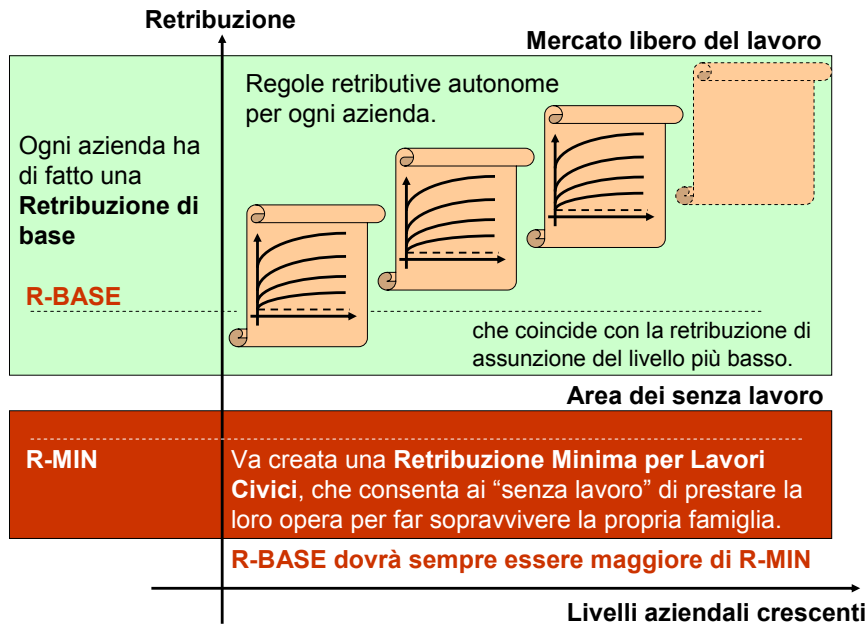 Retribuzione
Mercato libero del lavoro
Regole retributive autonome
per ogni azienda.
Ogni azienda ha
di fatto una
Retribuzione di
base
R-BASE
che coincide con la retribuzione di
assunzione del livello più basso.
Area dei senza lavoro
R-MIN
Va creata una Retribuzione Minima per Lavori
Civici, che consenta ai “senza lavoro” di prestare la
loro opera per far sopravvivere la propria famiglia.
R-BASE dovrà sempre essere maggiore di R-MIN
Livelli aziendali crescenti